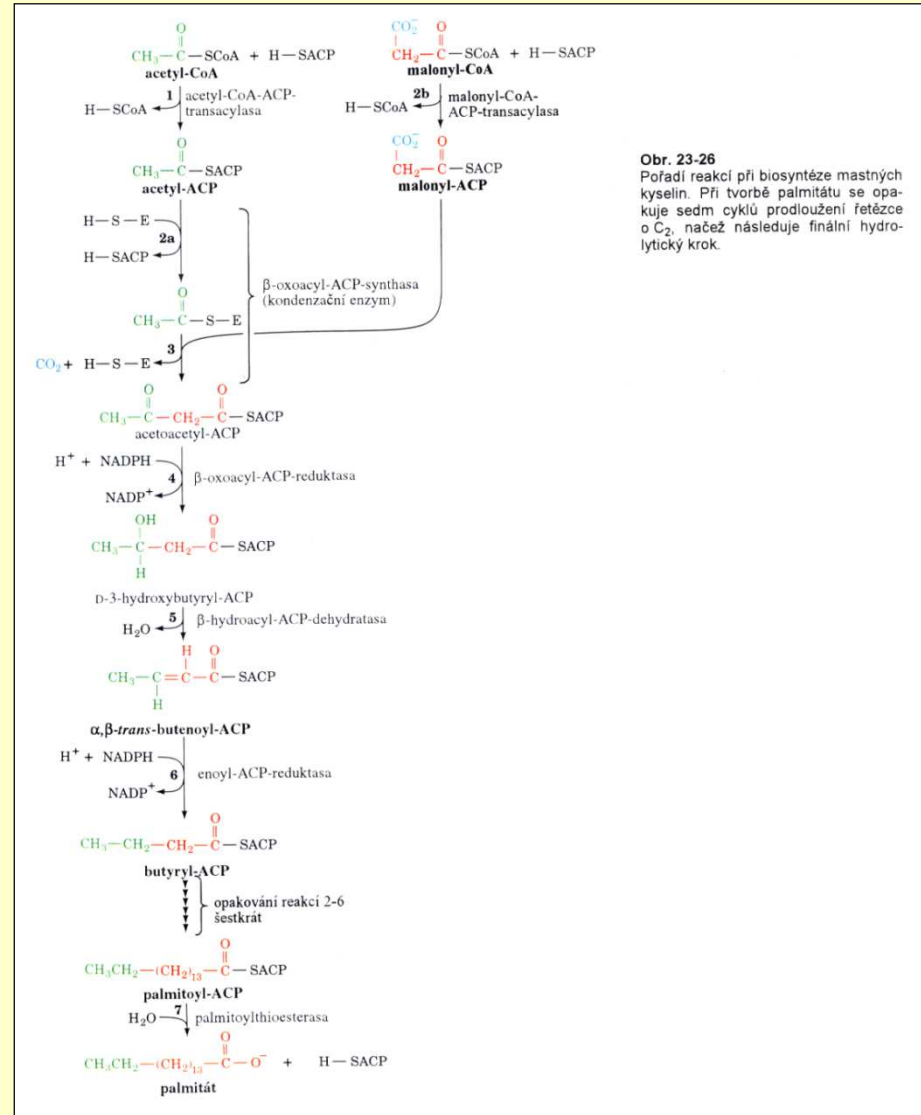 O
CH₃—C—SCoA + H—SACP
acetyl-CoA
1
acetyl-CoA-ACP-
transacylasa
H—SCoA
O
CH₃—C—SACP
acetyl-ACP
H—S—E
2a
H—SACP
O
CH₃—C—S—E
3
CO₂ + H—S—E
CO₂⁻ O
CH₂—C—SCoA + H—SACP
malonyl-CoA
2b
H—SCoA
malonyl-CoA-
ACP-transacylasa
CO₂⁻ O
CH₂—C—SACP
malonyl-ACP
β-oxoacyl-ACP-synthasa
(kondenzační enzym)
O O
CH₃—C—CH₂—C—SACP
acetoacetyl-ACP
H⁺ + NADPH
4 β-oxoacyl-ACP-reduktasa
NADP⁺
OH O
CH₃—C—CH₂—C—SACP
H
D-3-hydroxybutyryl-ACP
5 β-hydroacyl-ACP-dehydratasa
H₂O
H O
CH₃—C=C—C—SACP
H
α,β-trans-butenoyl-ACP
H⁺ + NADPH
6 enoyl-ACP-reduktasa
NADP⁺
O
CH₃—CH₂—CH₂—C—SACP
butyryl-ACP
opakování reakcí 2-6
šestkrát
O
CH₃CH₂—(CH₂)₁₃—C—SACP
palmitoyl-ACP
7
H₂O palmitoylthioesterasa
O
CH₃CH₂—(CH₂)₁₃—C—O⁻ + H—SACP
palmitát
Obr. 23-26
Pořadí reakcí při biosyntéze mastných
kyselin. Při tvorbě palmitátu se opa-
kuje sedm cyklů prodloužení řetězce
o C₂, načež následuje finální hydro-
lytický krok.